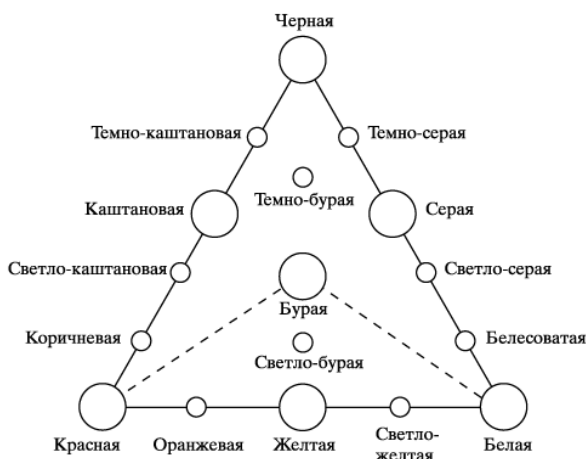 Черная
Темно-каштановая
Темно-серая
Темно-бурая
Каштановая
Серая
Светло-каштановая
Светло-серая
Бурая
Коричневая
Белесоватая
Светло-бурая
Красная
Оранжевая
Желтая
Светло-
желтая
Белая